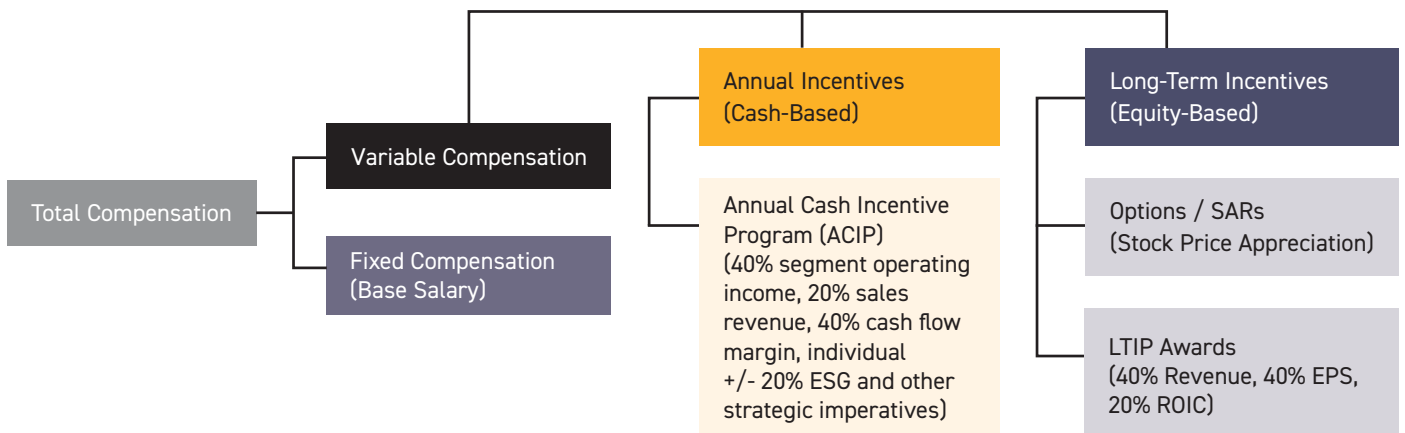 Total Compensation
Variable Compensation
Fixed Compensation
(Base Salary)
Annual Incentives
(Cash-Based)
Annual Cash Incentive
Program (ACIP)
(40% segment operating
income, 20% sales
revenue, 40% cash flow
margin, individual
+/- 20% ESG and other
strategic imperatives)
Long-Term Incentives
(Equity-Based)
Options / SARs
(Stock Price Appreciation)
LTIP Awards
(40% Revenue, 40% EPS,
20% ROIC)